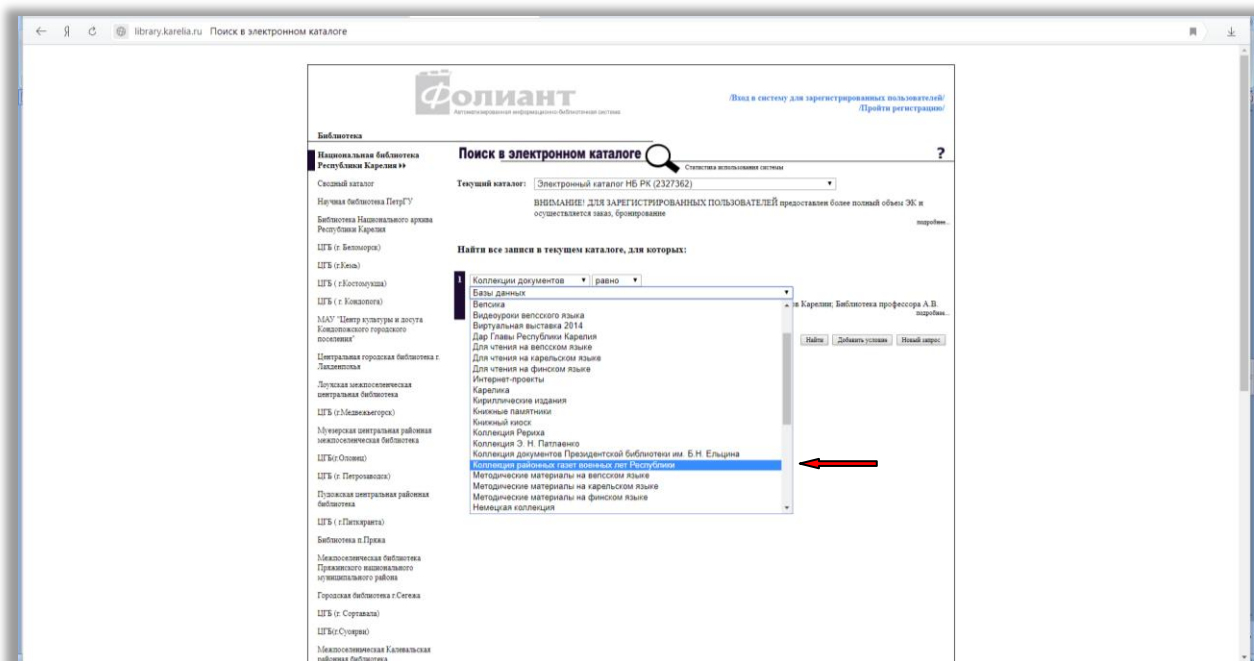 library.karelia.ru Поиск в электронном каталоге
Фолиант
Автоматизированная информационно-библиотечная система
/Вход в систему для зарегистрированных пользователей/
/Пройти регистрацию/
Библиотека
Национальная библиотека
Республики Карелия
Сводный каталог
Научная библиотека ПетрГУ
Библиотека Национального архива
Республики Карелия
ЦГБ (г. Беломорск)
ЦГБ (г.Кемь)
ЦГБ ( г.Костомукша)
ЦГБ ( г. Кондопога)
МАУ "Центр культуры и досуга
Кондопожского городского
поселения"
Центральная городская библиотека г.
Лахденпохья
Лоухская межпоселенческая
центральная библиотека
ЦГБ (г.Медвежьегорск)
Муезерская центральная районная
межпоселенческая библиотека
ЦГБ(г.Олонец)
ЦГБ (г. Петрозаводск)
Пудожская центральная районная
библиотека
ЦГБ ( г.Питкяранта)
Библиотека п.Пряжа
Межпоселенческая библиотека
Пряжинского национального
муниципального района
Городская библиотека г.Сегежа
ЦГБ (г. Сортавала)
ЦГБ(г.Суоярви)
Межпоселенческая Калевальская
районная библиотека
Поиск в электронном каталоге
?
Статистика использования системы
Текущий каталог: Электронный каталог НБ РК (2327362)
ВНИМАНИЕ! ДЛЯ ЗАРЕГИСТРИРОВАННЫХ ПОЛЬЗОВАТЕЛЕЙ предоставлен более полный объем ЭК и
осуществляется заказ, бронирование
подробнее...
Найти все записи в текущем каталоге, для которых:
1 Коллекции документов равно
Базы данных
Вепсика
Видеоуроки вепсского языка
Виртуальная выставка 2014
Дар Главы Республики Карелия
Для чтения на вепсском языке
Для чтения на карельском языке
Для чтения на финском языке
Интернет-проекты
Карелика
Кириллические издания
Книжные памятники
Книжный киоск
Коллекция Рериха
Коллекция Э. Н. Патлаенко
Коллекция документов Президентской библиотеки им. Б.Н. Ельцина
Коллекция районных газет военных лет Республики
Методические материалы на вепсском языке
Методические материалы на карельском языке
Методические материалы на финском языке
Немецкая коллекция
в Карелии; Библиотека профессора А.В.
подробнее...
Найти Добавить условие Новый запрос